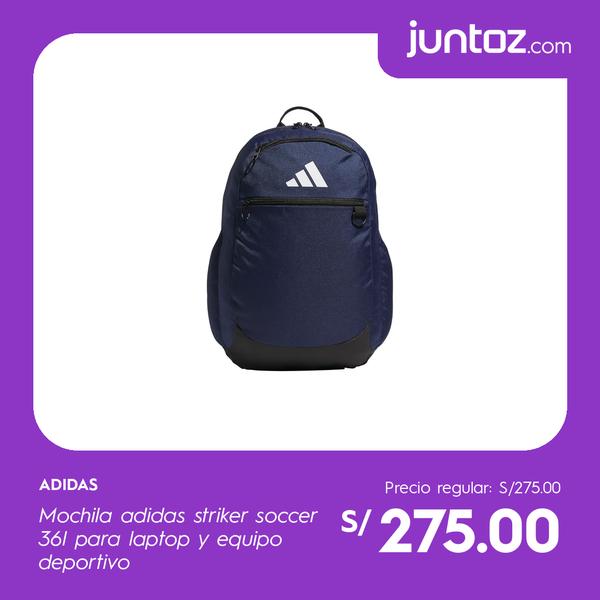 juntoz.com
ADIDAS
Mochila adidas striker soccer
36l para laptop y equipo
deportivo
Precio regular: S/275.00
S/ 275.00